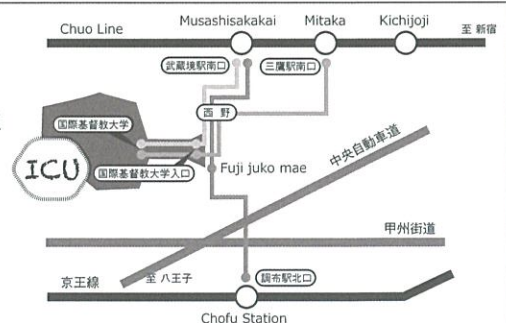 Musashisakakai
Mitaka
Kichijoji
Chuo Line
至 新宿
武蔵境駅南口
三鷹駅南口
西野
国際基督教大学
ICU
国際基督教大学入口
Fuji juko mae
中央自動車道
甲州街道
京王線
至 八王子
調布駅北口
Chofu Station